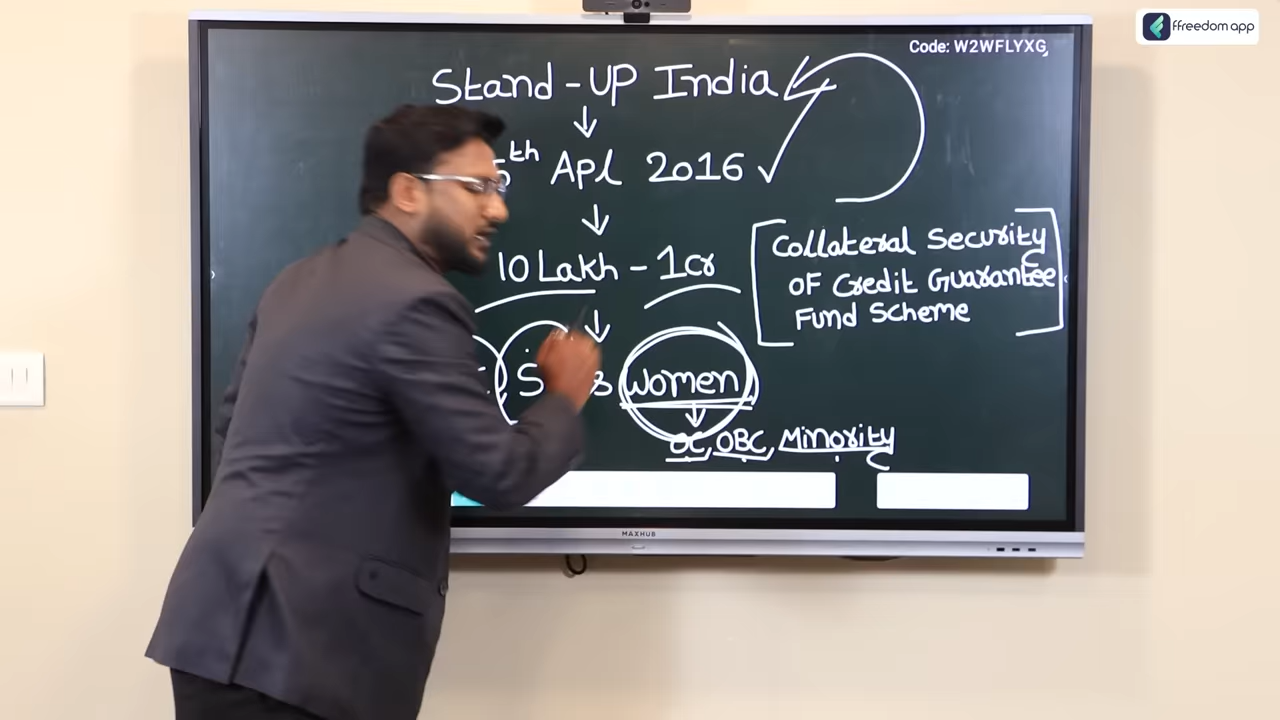 ffreedom app
Code: W2WFLYXG
Stand-UP India
th Apl 2016
10 Lakh - 1cr
Collateral Security
OF Credit Guarantee
Fund Scheme
women
OC, OBC, Minority
MAXHUB